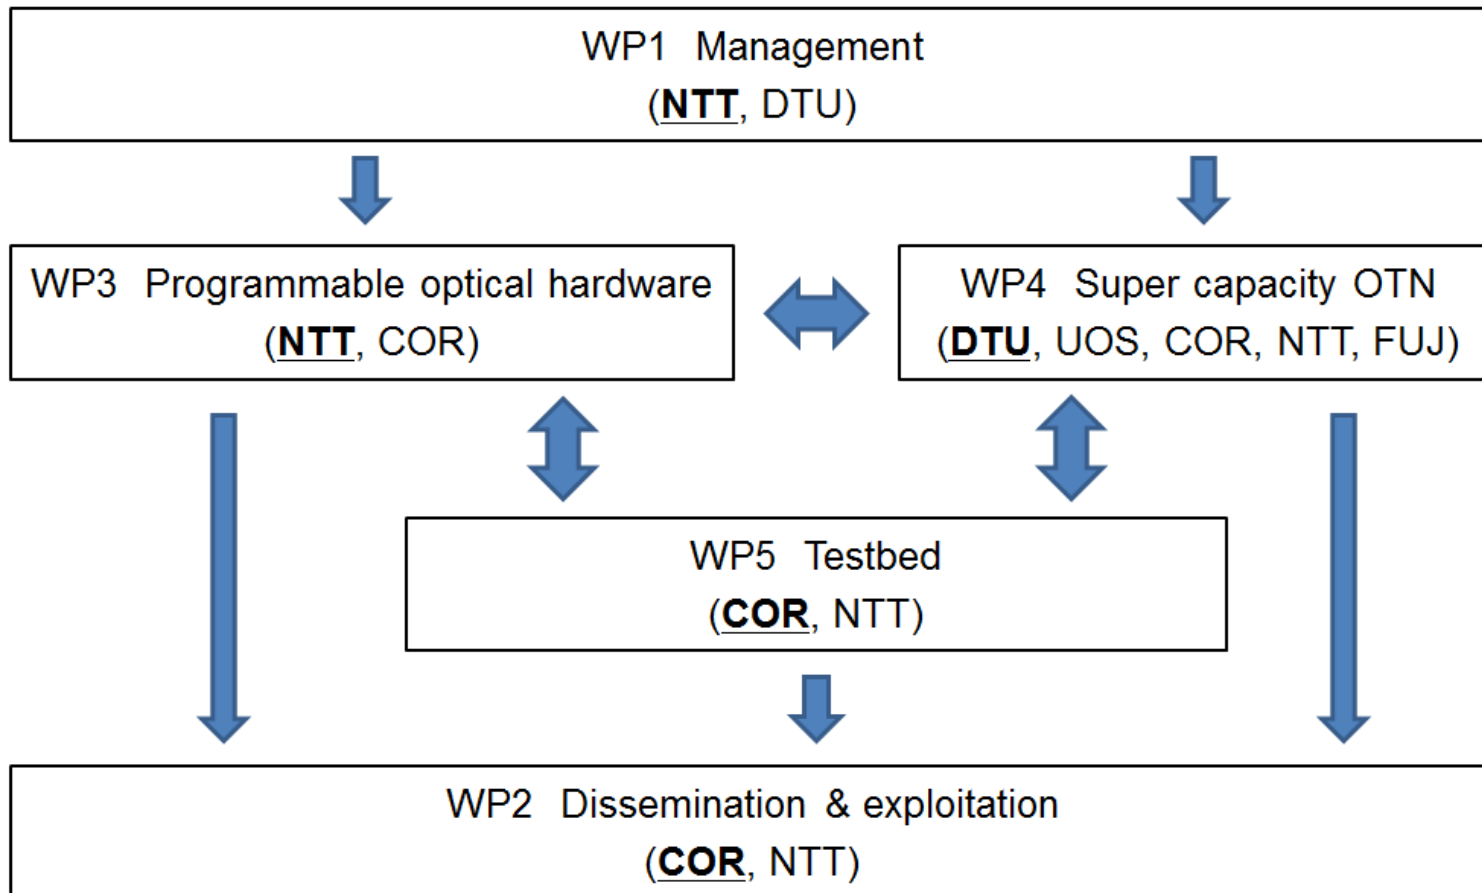 WP1 Management
(NTT, DTU)
WP3 Programmable optical hardware
(NTT, COR)
WP4 Super capacity OTN
(DTU, UOS, COR, NTT, FUJ)
WP5 Testbed
(COR, NTT)
WP2 Dissemination & exploitation
(COR, NTT)